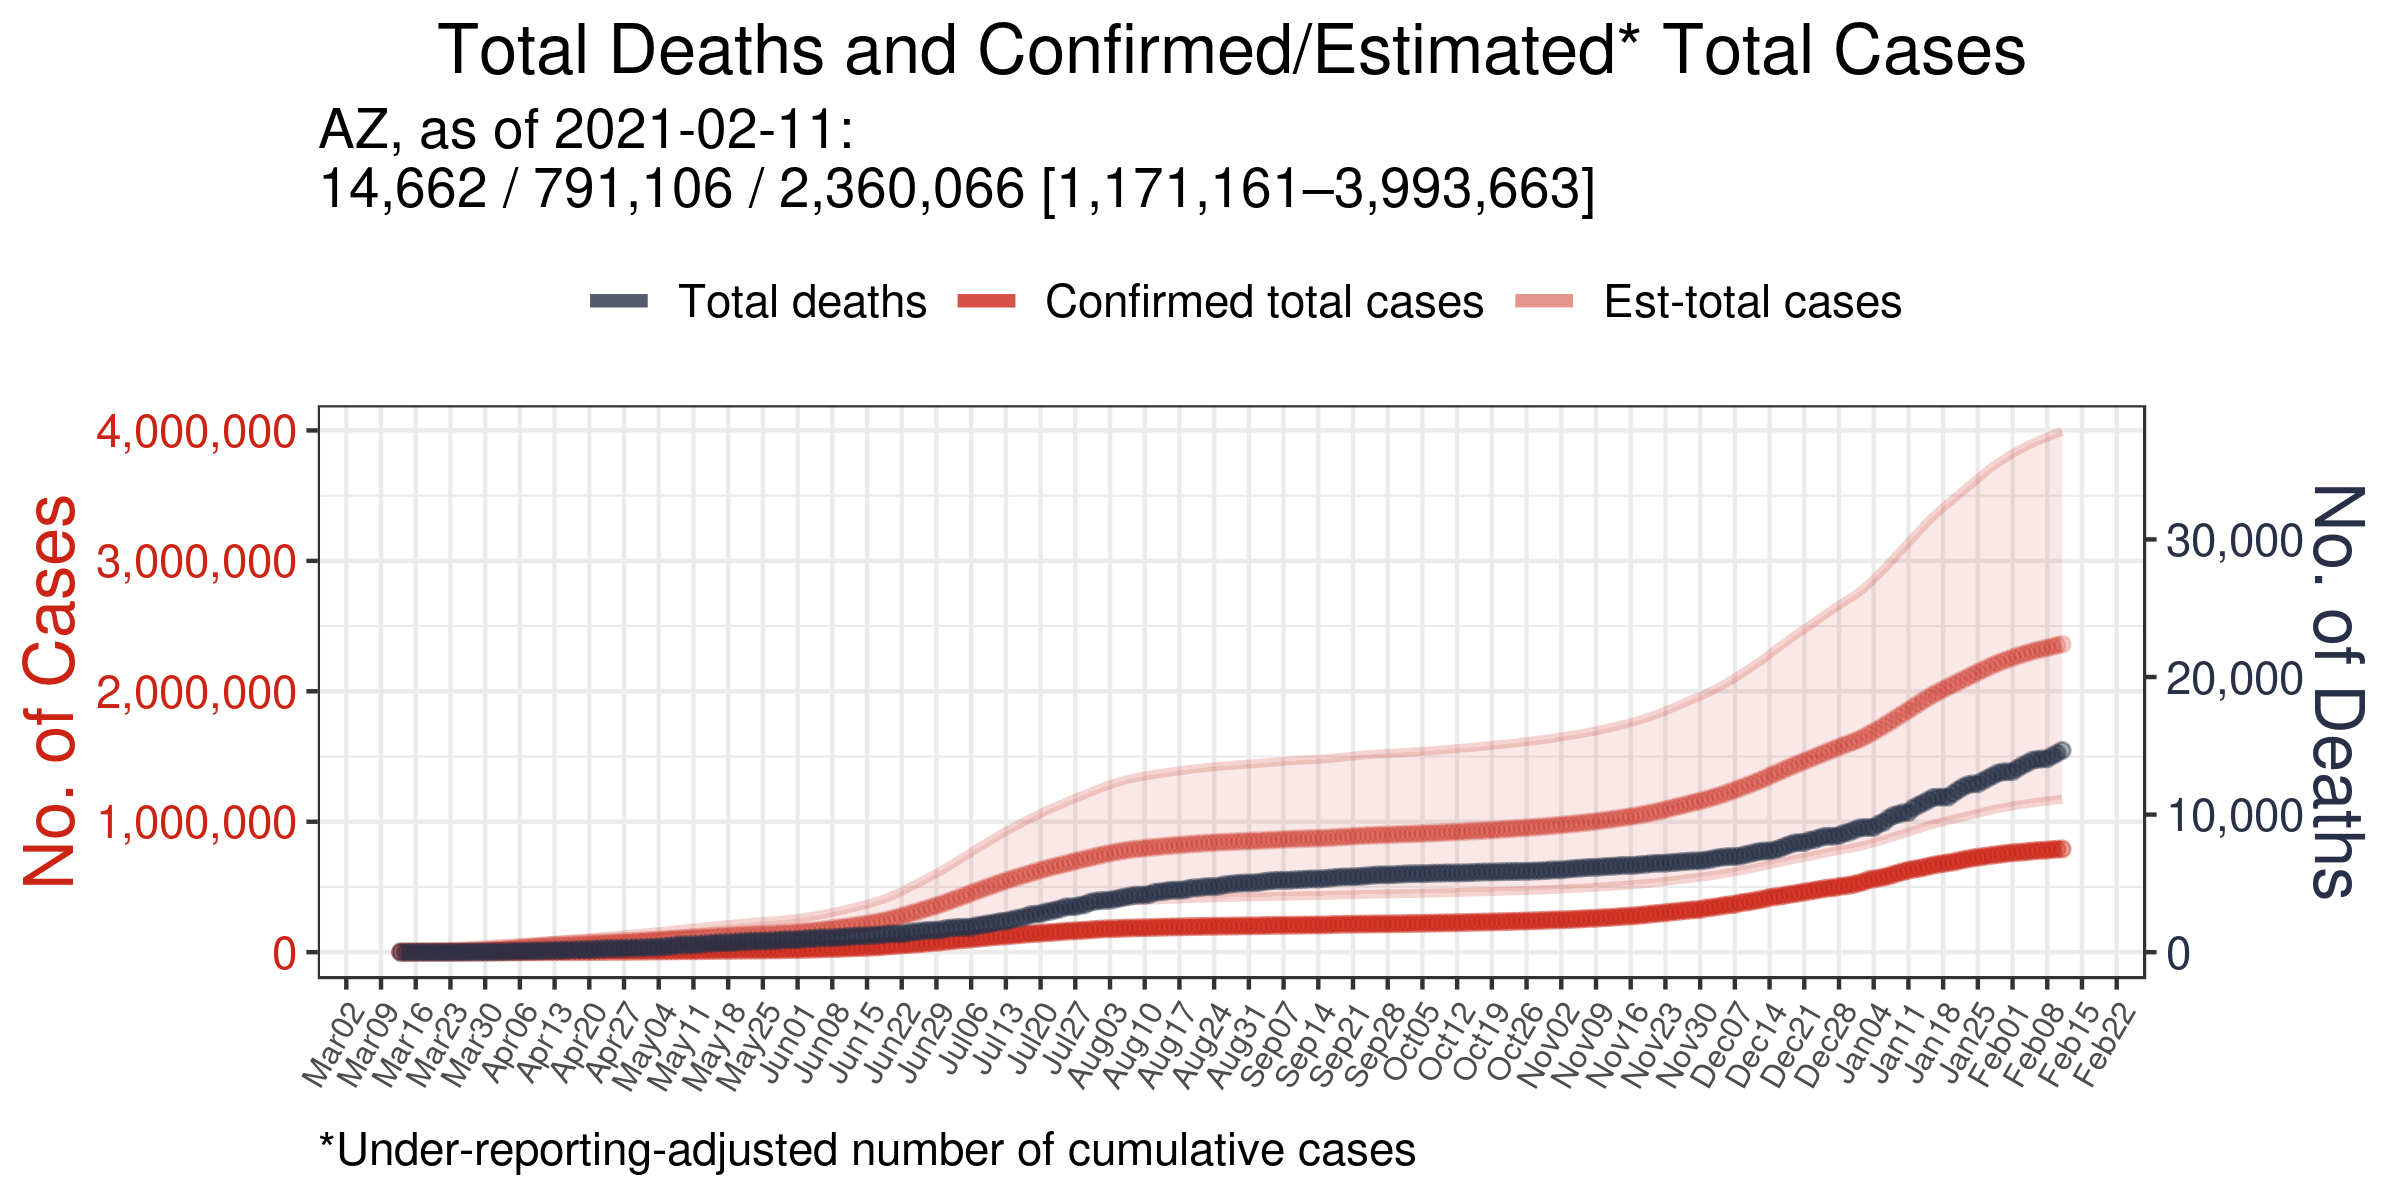 Total Deaths and Confirmed/Estimated* Total Cases
AZ, as of 2021-02-11:
14,662 / 791,106 / 2,360,066 [1,171,161–3,993,663]
Total deaths
Confirmed total cases
Est-total cases
No. of Cases
4,000,000
3,000,000
2,000,000
1,000,000
0
30,000
20,000
10,000
0
No. of Deaths
Mar02
Mar09
Mar16
Mar23
Mar30
Apr06
Apr13
Apr20
Apr27
May04
May11
May18
May25
Jun01
Jun08
Jun15
Jun22
Jun29
Jul06
Jul13
Jul20
Jul27
Aug03
Aug10
Aug17
Aug24
Aug31
Sep07
Sep14
Sep21
Sep28
Oct05
Oct12
Oct19
Oct26
Nov02
Nov09
Nov16
Nov23
Nov30
Dec07
Dec14
Dec21
Dec28
Jan04
Jan11
Jan18
Jan25
Feb01
Feb08
Feb15
Feb22
*Under-reporting-adjusted number of cumulative cases